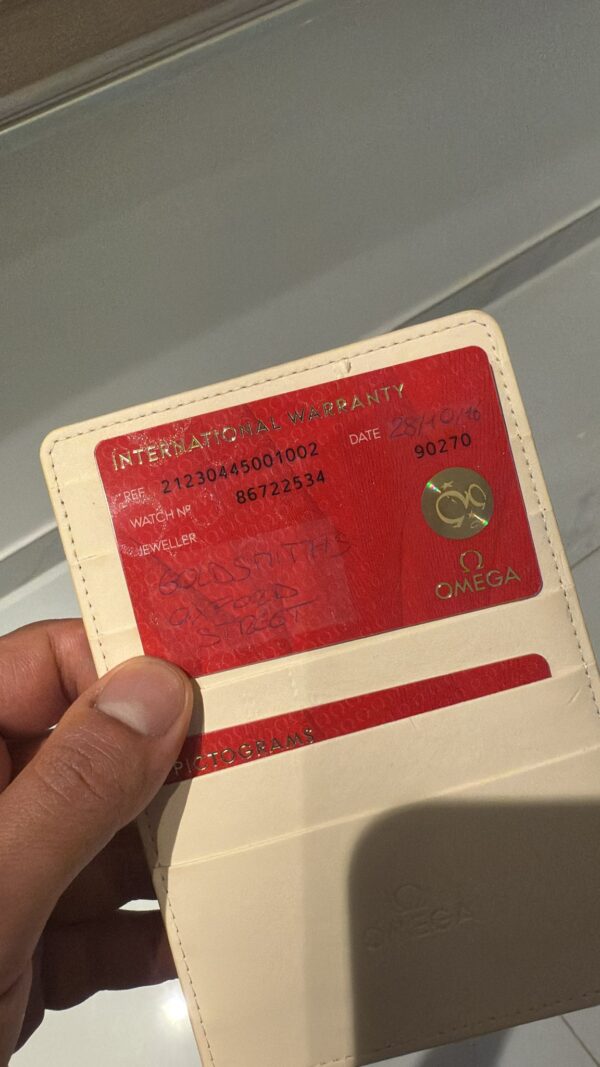 INTERNATIONAL WARRANTY
REF. 21230445001002 DATE 28/10/16
WATCH Nº 86722534 90270
JEWELLER
GOLDSMITHS
OXFORD
STREET
Ω
OMEGA
PICTOGRAMS
Ω
OMEGA